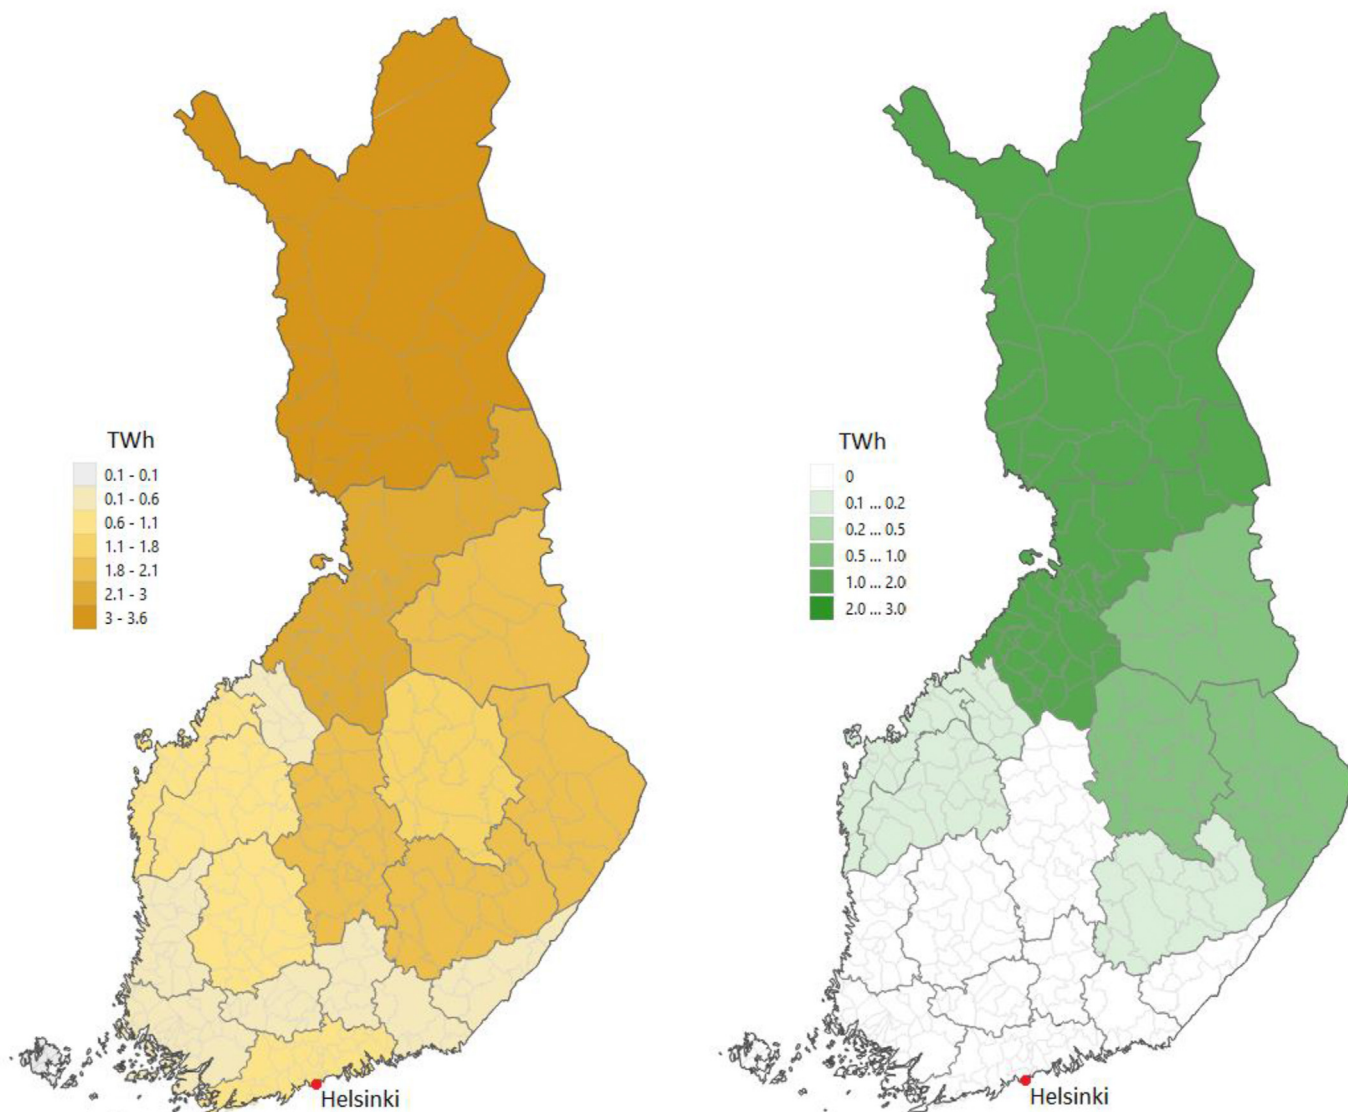 TWh
0.1 - 0.1
0.1 - 0.6
0.6 - 1.1
1.1 - 1.8
1.8 - 2.1
2.1 - 3
3 - 3.6
Helsinki
TWh
0
0.1 ... 0.2
0.2 ... 0.5
0.5 ... 1.0
1.0 ... 2.0
2.0 ... 3.0
Helsinki